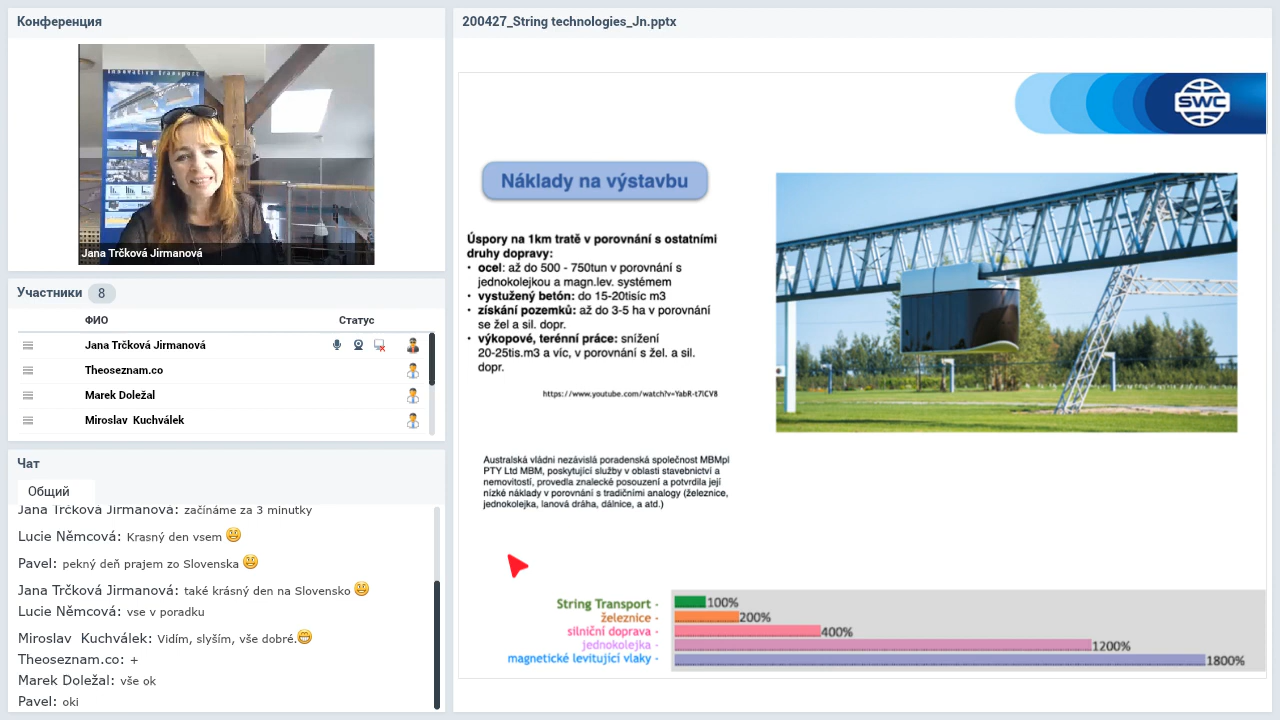 Конференция
Innovative Transport
Jana Trčková Jirmanová
Участники 8
ФИО Статус
Jana Trčková Jirmanová
Theoseznam.co
Marek Doležal
Miroslav Kuchválek
Чат
Общий
Jana Trčková Jirmanová: začínáme za 3 minutky
Lucie Němcová: Krasný den vsem
Pavel: pekný deň prajem zo Slovenska
Jana Trčková Jirmanová: také krásný den na Slovensko
Lucie Němcová: vse v poradku
Miroslav Kuchválek: Vidím, slyším, vše dobré.
Theoseznam.co: +
Marek Doležal: vše ok
Pavel: oki
200427_String technologies_Jn.pptx
SWC
Náklady na výstavbu
Úspory na 1km tratě v porovnání s ostatními
druhy dopravy:
• ocel: až do 500 - 750tun v porovnání s
jednokolejkou a magn.lev. systémem
• vystužený betón: do 15-20tisíc m3
• získání pozemků: až do 3-5 ha v porovnání
se žel a sil. dopr.
• výkopové, terénní práce: snížení
20-25tis.m3 a víc, v porovnání s žel. a sil.
dopr.
https://www.youtube.com/watch?v=YabR-t7lCV8
Australská vládni nezávislá poradenská společnost MBMpl
PTY Ltd MBM, poskytující služby v oblasti stavebnictví a
nemovitostí, provedla znalecké posouzení a potvrdila její
nízké náklady v porovnání s tradičními analogy (železnice,
jednokolejka, lanová dráha, dálnice, a atd.)
String Transport - 100%
železnice - 200%
silniční doprava - 400%
jednokolejka - 1200%
magnetické levitující vlaky - 1800%